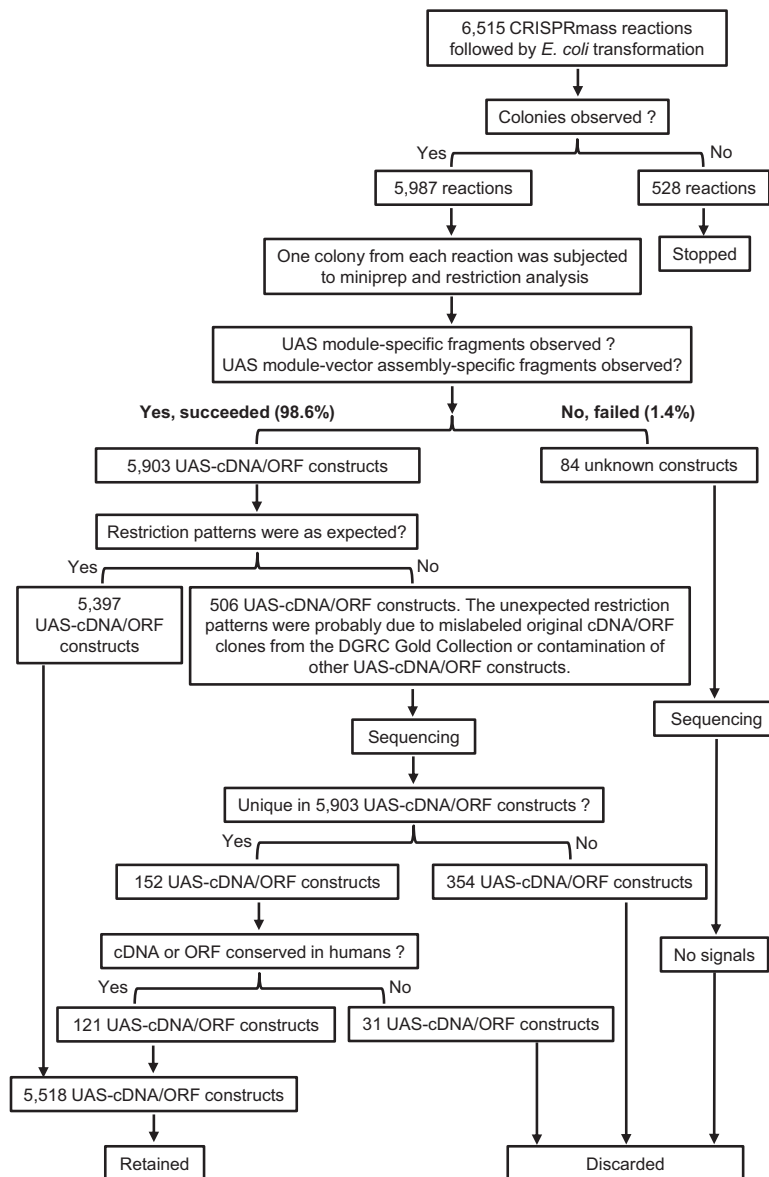 6,515 CRISPRmass reactions
followed by E. coli transformation
Colonies observed ?
Yes
No
5,987 reactions
528 reactions
Stopped
One colony from each reaction was subjected
to miniprep and restriction analysis
UAS module-specific fragments observed ?
UAS module-vector assembly-specific fragments observed?
Yes, succeeded (98.6%)
No, failed (1.4%)
5,903 UAS-cDNA/ORF constructs
84 unknown constructs
Restriction patterns were as expected?
Yes
No
5,397
UAS-cDNA/ORF
constructs
506 UAS-cDNA/ORF constructs. The unexpected restriction
patterns were probably due to mislabeled original cDNA/ORF
clones from the DGRC Gold Collection or contamination of
other UAS-cDNA/ORF constructs.
Sequencing
Sequencing
Unique in 5,903 UAS-cDNA/ORF constructs ?
Yes
No
152 UAS-cDNA/ORF constructs
354 UAS-cDNA/ORF constructs
cDNA or ORF conserved in humans ?
No signals
Yes
No
121 UAS-cDNA/ORF constructs
31 UAS-cDNA/ORF constructs
5,518 UAS-cDNA/ORF constructs
Retained
Discarded